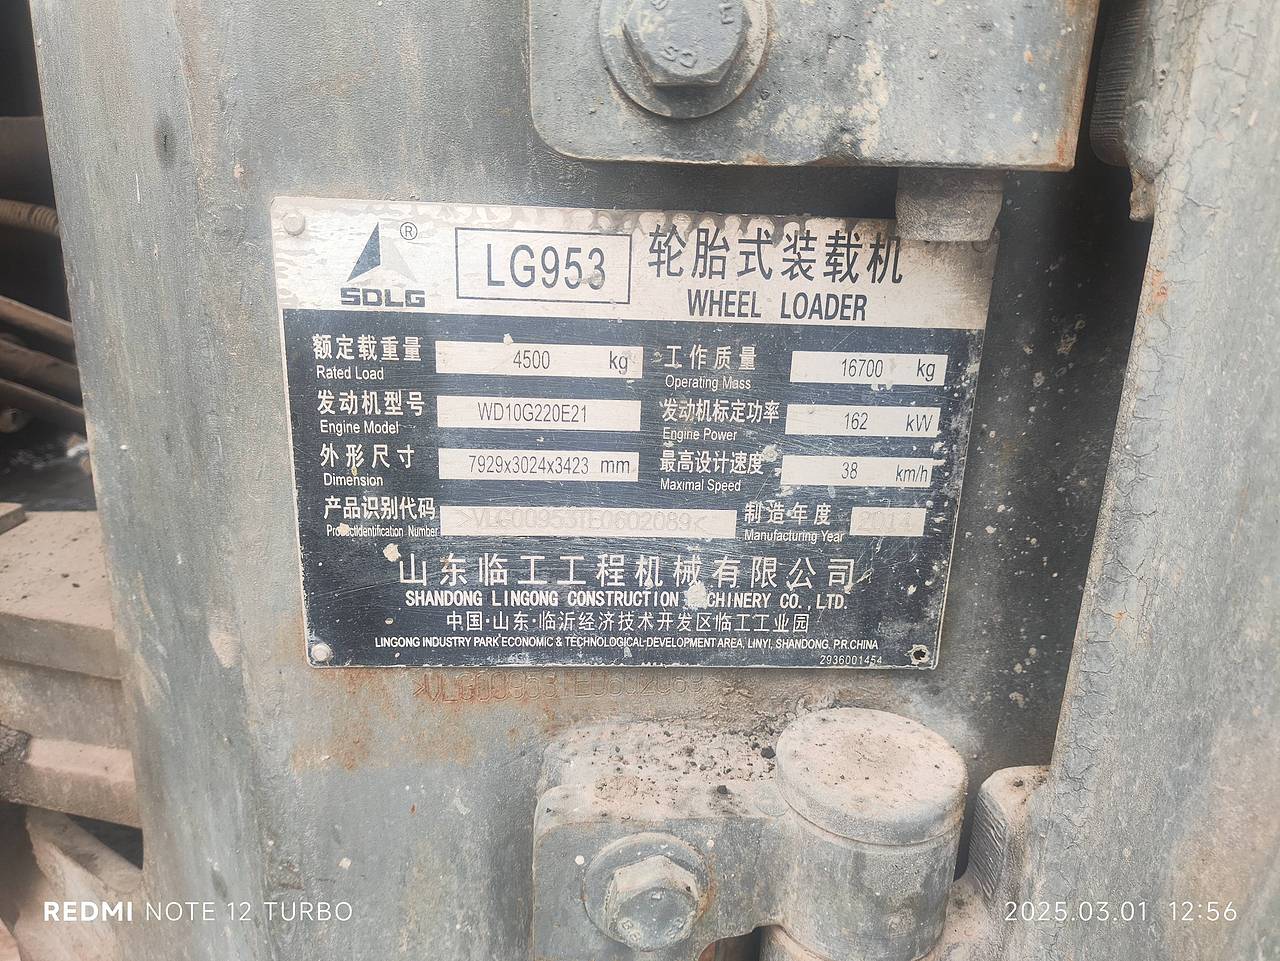 ® LG953 轮胎式装载机
SDLG WHEEL LOADER
额定载重量 4500 kg 工作质量 16700 kg
Rated Load Operating Mass
发动机型号 WD10G220E21 发动机标定功率 162 kW
Engine Model Engine Power
外形尺寸 7929x3024x3423 mm 最高设计速度 38 km/h
Dimension Maximal Speed
产品识别代码 >VLG00953TE0602089< 制造年度 2014
Product Identification Number Manufacturing Year
山东临工工程机械有限公司
SHANDONG LINGONG CONSTRUCTION MACHINERY CO.,LTD.
中国·山东·临沂经济技术开发区临工工业园
LINGONG INDUSTRY PARK ECONOMIC & TECHNOLOGICAL DEVELOPMENT AREA, LINYI, SHANDONG. P.R.CHINA
2936001454
REDMI NOTE 12 TURBO
2025.03.01 12:56